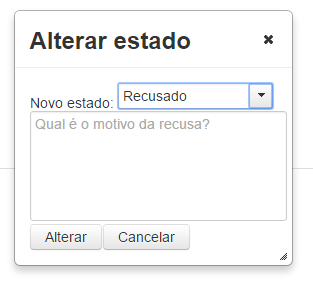 Alterar estado
Novo estado: Recusado
Qual é o motivo da recusa?
Alterar Cancelar